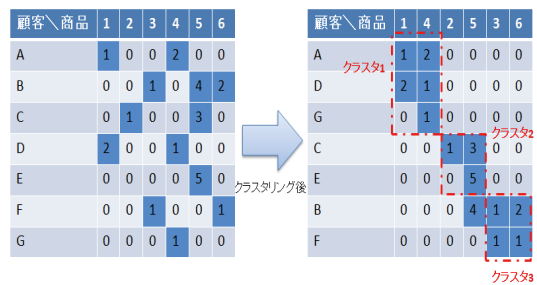 顧客＼商品 1 2 3 4 5 6
A 1 0 0 2 0 0
B 0 0 1 0 4 2
C 0 1 0 0 3 0
D 2 0 0 1 0 0
E 0 0 0 0 5 0
F 0 0 1 0 0 1
G 0 0 0 1 0 0
クラスタリング後
顧客＼商品 1 4 2 5 3 6
A 1 2 0 0 0 0
クラスタ1
D 2 1 0 0 0 0
G 0 1 0 0 0 0
クラスタ2
C 0 0 1 3 0 0
E 0 0 0 5 0 0
B 0 0 0 4 1 2
F 0 0 0 0 1 1
クラスタ3